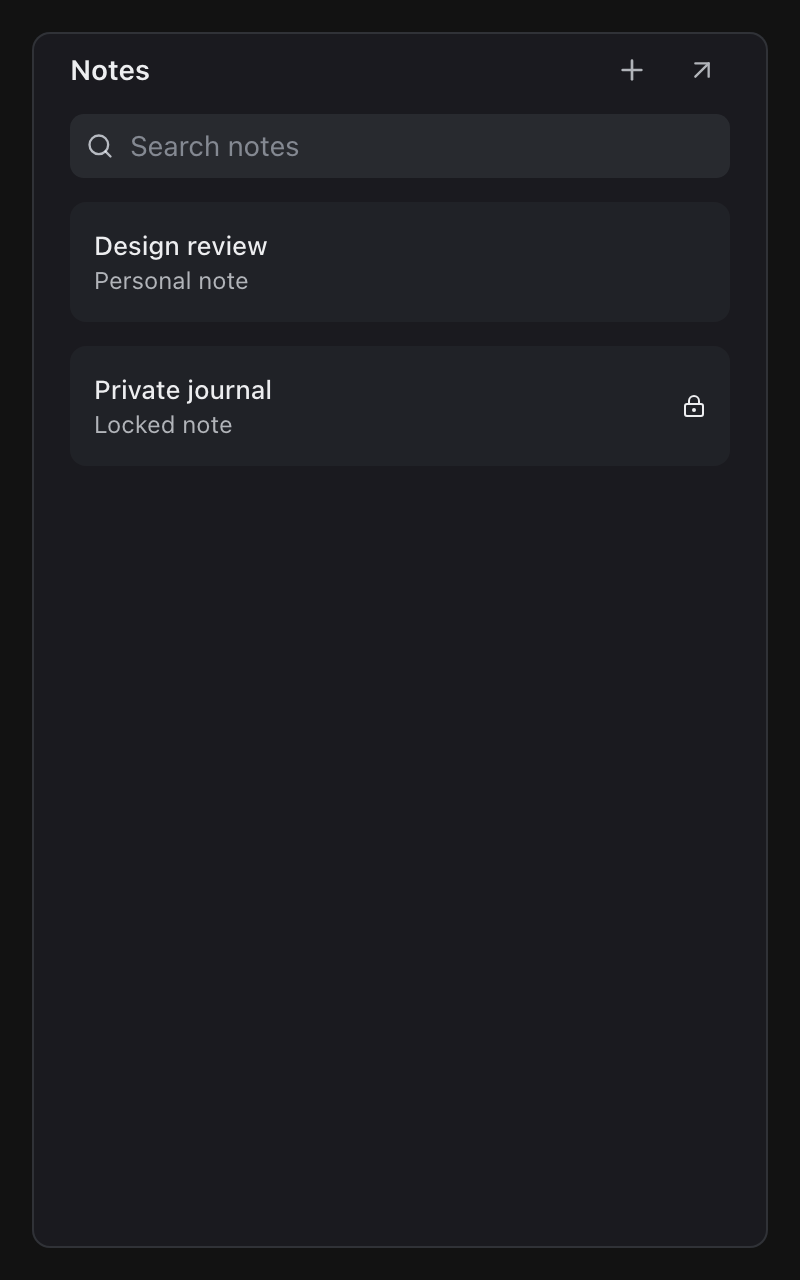 Notes
Search notes
Design review
Personal note
Private journal
Locked note